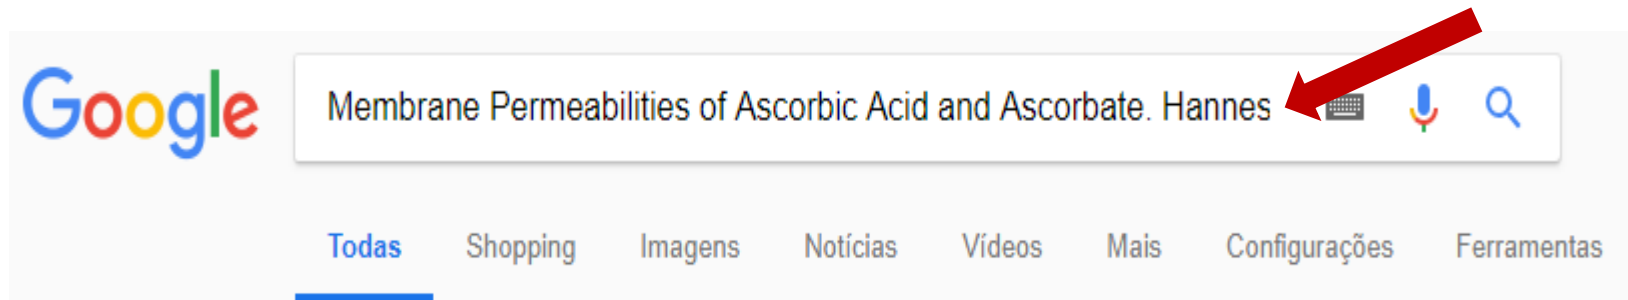 Google
Membrane Permeabilities of Ascorbic Acid and Ascorbate. Hannes
Todas Shopping Imagens Notícias Vídeos Mais Configurações Ferramentas